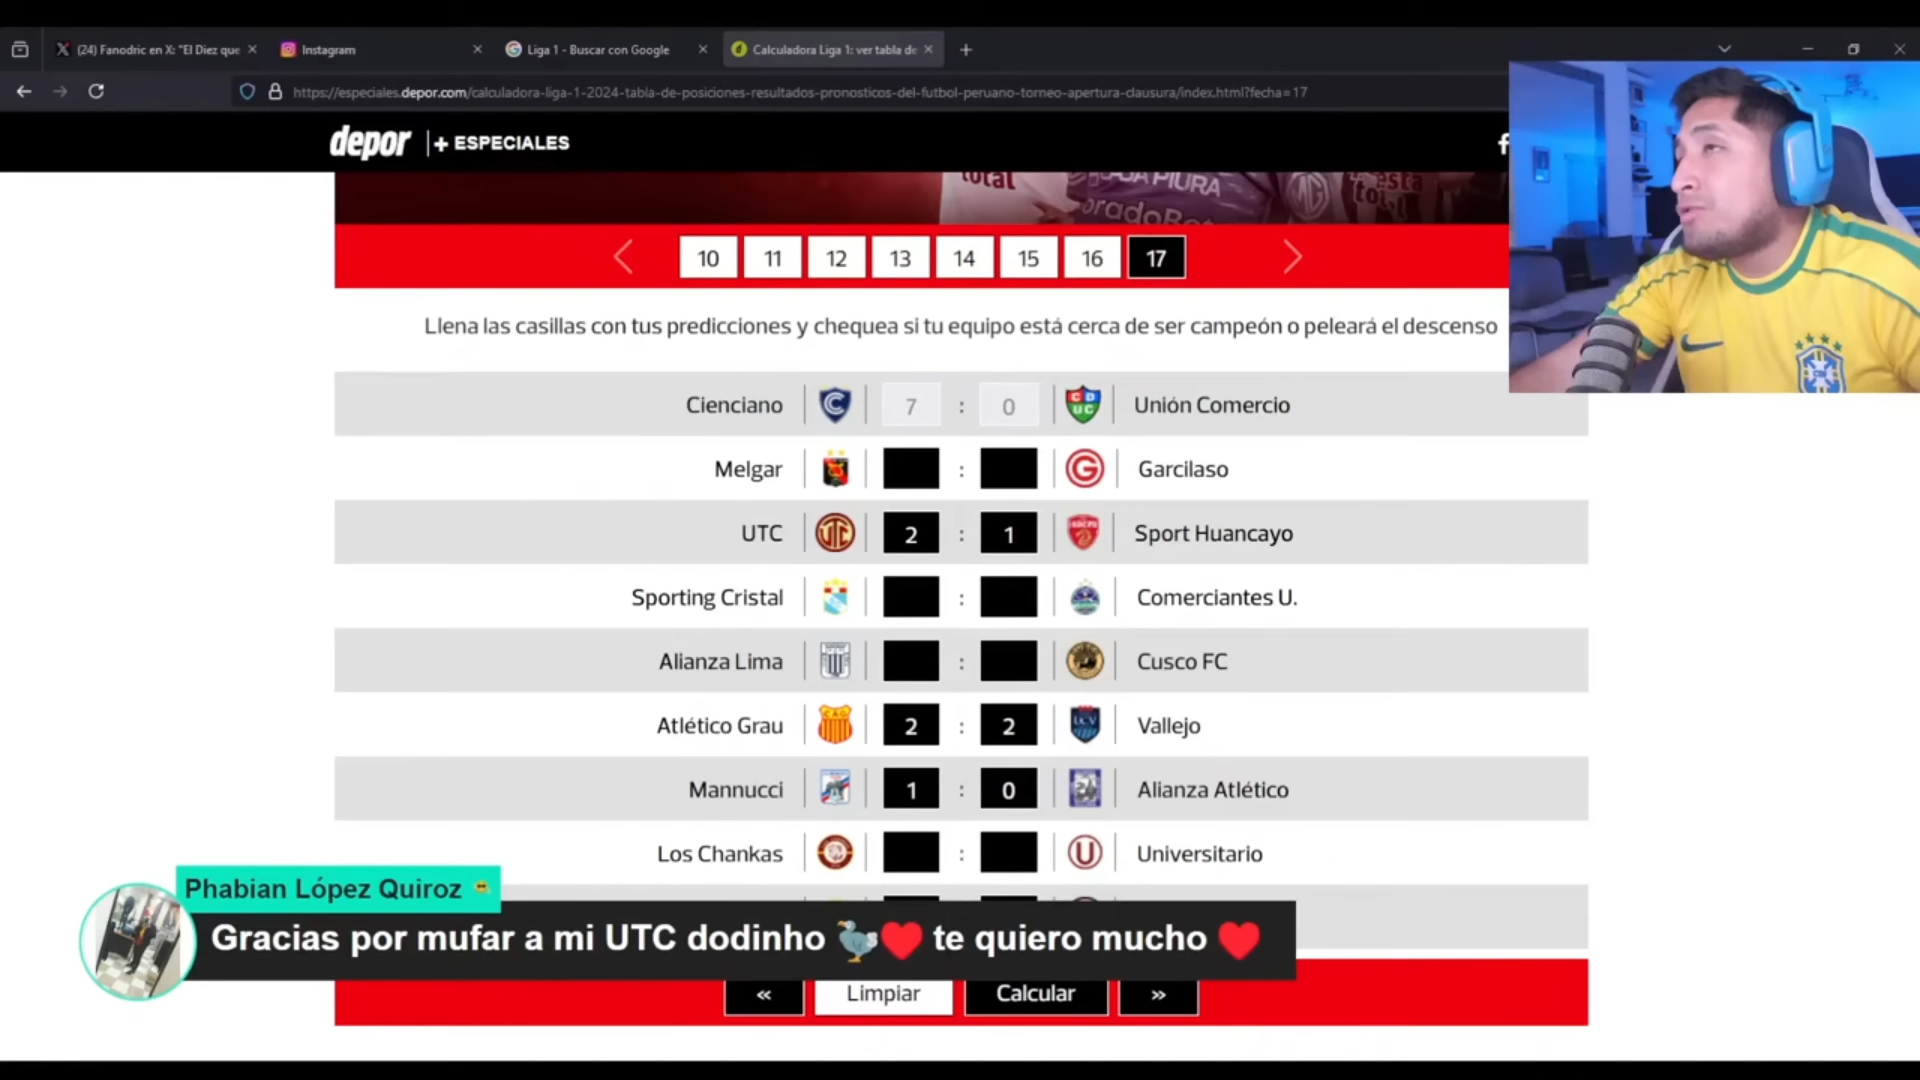 (24) Fanodric en X: "El Diez que
Instagram
Liga 1 - Buscar con Google
Calculadora Liga 1: ver tabla de
https://especiales.depor.com/calculadora-liga-1-2024-tabla-de-posiciones-resultados-pronosticos-del-futbol-peruano-torneo-apertura-clausura/index.html?fecha=17
depor + ESPECIALES
total
PIURA
oradoBet
esta
total
10 11 12 13 14 15 16 17
Llena las casillas con tus predicciones y chequea si tu equipo está cerca de ser campeón o peleará el descenso
Cienciano 7 : 0 Unión Comercio
Melgar : Garcilaso
UTC 2 : 1 Sport Huancayo
Sporting Cristal : Comerciantes U.
Alianza Lima : Cusco FC
Atlético Grau 2 : 2 Vallejo
Mannucci 1 : 0 Alianza Atlético
Los Chankas : Universitario
Phabian López Quiroz
Gracias por mufar a mi UTC dodinho 🦤❤️ te quiero mucho ❤️
« Limpiar Calcular »